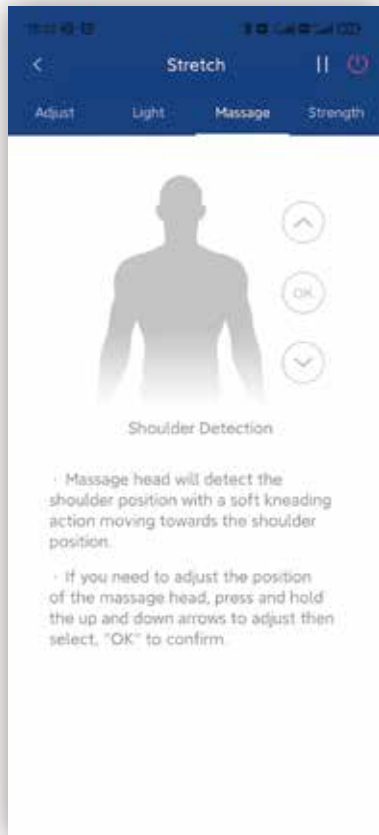 Stretch
Adjust Light Massage Strength
OK
Shoulder Detection
· Massage head will detect the
shoulder position with a soft kneading
action moving towards the shoulder
position.
· If you need to adjust the position
of the massage head, press and hold
the up and down arrows to adjust then
select, "OK" to confirm.